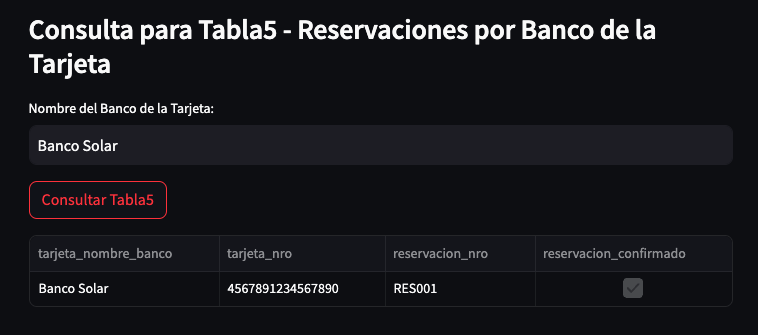 Consulta para Tabla5 - Reservaciones por Banco de la
Tarjeta
Nombre del Banco de la Tarjeta:
Banco Solar
Consultar Tabla5
tarjeta_nombre_banco tarjeta_nro reservacion_nro reservacion_confirmado
Banco Solar 4567891234567890 RES001